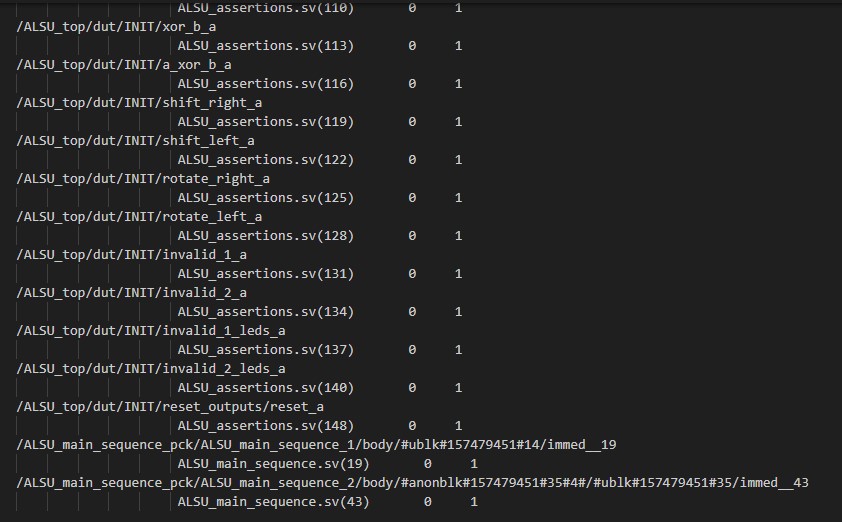 ALSU_assertions.sv(110) 0 1
/ALSU_top/dut/INIT/xor_b_a
ALSU_assertions.sv(113) 0 1
/ALSU_top/dut/INIT/a_xor_b_a
ALSU_assertions.sv(116) 0 1
/ALSU_top/dut/INIT/shift_right_a
ALSU_assertions.sv(119) 0 1
/ALSU_top/dut/INIT/shift_left_a
ALSU_assertions.sv(122) 0 1
/ALSU_top/dut/INIT/rotate_right_a
ALSU_assertions.sv(125) 0 1
/ALSU_top/dut/INIT/rotate_left_a
ALSU_assertions.sv(128) 0 1
/ALSU_top/dut/INIT/invalid_1_a
ALSU_assertions.sv(131) 0 1
/ALSU_top/dut/INIT/invalid_2_a
ALSU_assertions.sv(134) 0 1
/ALSU_top/dut/INIT/invalid_1_leds_a
ALSU_assertions.sv(137) 0 1
/ALSU_top/dut/INIT/invalid_2_leds_a
ALSU_assertions.sv(140) 0 1
/ALSU_top/dut/INIT/reset_outputs/reset_a
ALSU_assertions.sv(148) 0 1
/ALSU_main_sequence_pck/ALSU_main_sequence_1/body/#ublk#157479451#14/immed__19
ALSU_main_sequence.sv(19) 0 1
/ALSU_main_sequence_pck/ALSU_main_sequence_2/body/#anonblk#157479451#35#4#/#ublk#157479451#35/immed__43
ALSU_main_sequence.sv(43) 0 1